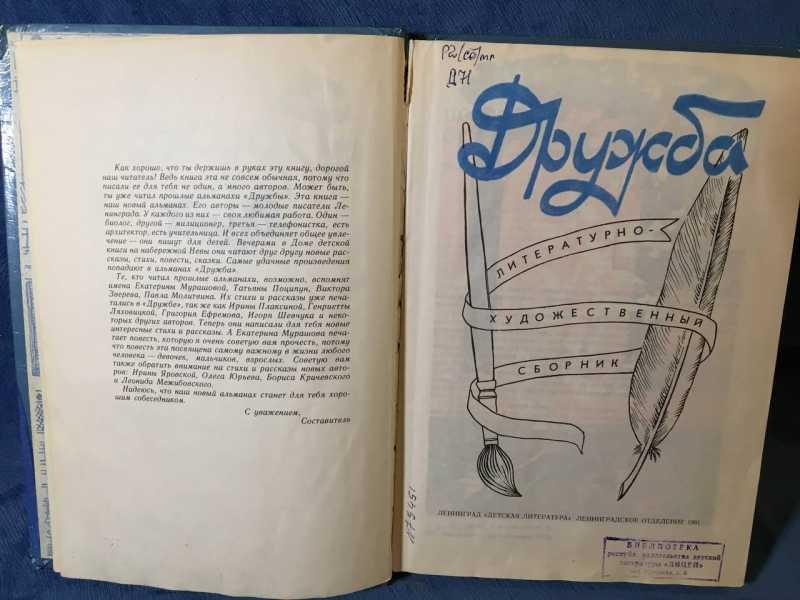 Как хорошо, что ты держишь в руках эту книгу, дорогой
наш читатель! Ведь книга эта не совсем обычная, потому что
писали ее для тебя не один, а много авторов. Может быть,
ты уже читал прошлые альманахи «Дружбы». Эта книга —
наш новый альманах. Его авторы — молодые писатели Ле-
нинграда. У каждого из них — своя любимая работа. Один —
биолог, другой — милиционер, третья — телефонистка, есть
архитектор, есть учительница. И всех объединяет общее увле-
чение — они пишут для детей. Вечерами в Доме детской
книги на набережной Невы они читают друг другу новые рас-
сказы, стихи, повести, сказки. Самые удачные произведения
попадают в альманах «Дружба».
Те, кто читал прошлые альманахи, возможно, вспомнят
имена Екатерины Мурашовой, Татьяны Поципун, Виктора
Зверева, Павла Молитвина. Их стихи и рассказы уже печа-
тались в «Дружбе», так же как Ирины Плаксиной, Генриетты
Ляховицкой, Григория Ефремова, Игоря Шевчука и неко-
торых других авторов. Теперь они написали для тебя новые
интересные стихи и рассказы. А Екатерина Мурашова печа-
тает повесть, которую я очень советую вам прочесть, потому
что повесть эта посвящена самому важному в жизни любого
человека — девочек, мальчиков, взрослых. Советую вам
также обратить внимание на стихи и рассказы новых авто-
ров: Ирины Яровской, Олега Юрьева, Бориса Кричевского
и Леонида Межибовского.
Надеюсь, что наш новый альманах станет для тебя хоро-
шим собеседником.
С уважением,
Составитель
Р2(сб)мл
Д71
Дружба
ЛИТЕРАТУРНО-
ХУДОЖЕСТВЕННЫЙ
СБОРНИК
ЛЕНИНГРАД «ДЕТСКАЯ ЛИТЕРАТУРА» ЛЕНИНГРАДСКОЕ ОТДЕЛЕНИЕ 1991
БИБЛИОТЕКА
литературы «ЛИЦЕЙ»